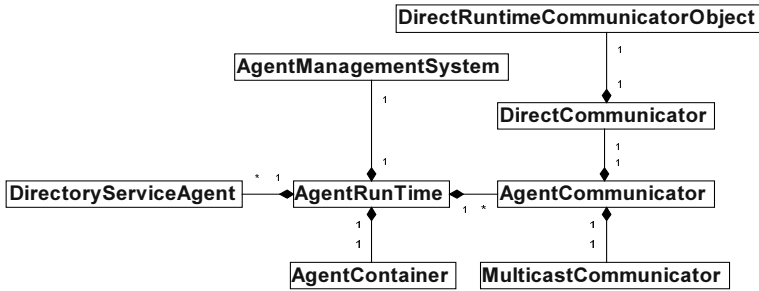 DirectRuntimeCommunicatorObject
1
AgentManagementSystem
1
1
DirectCommunicator
1
1
1
* 1
DirectoryServiceAgent
AgentRunTime
AgentCommunicator
1 *
1
1
1
1
AgentContainer
MulticastCommunicator